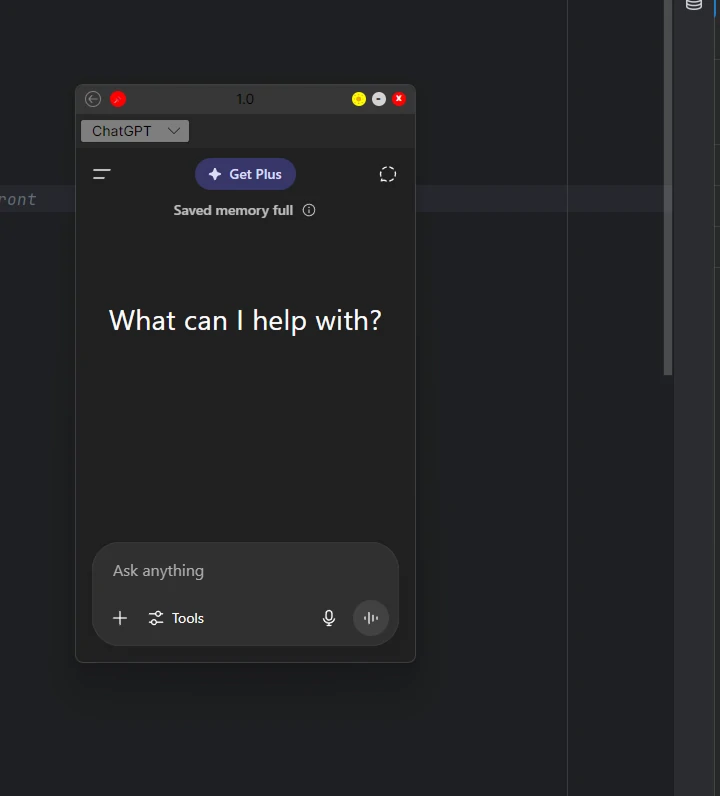 1.0
ChatGPT
Get Plus
ront
Saved memory full
What can I help with?
Ask anything
Tools